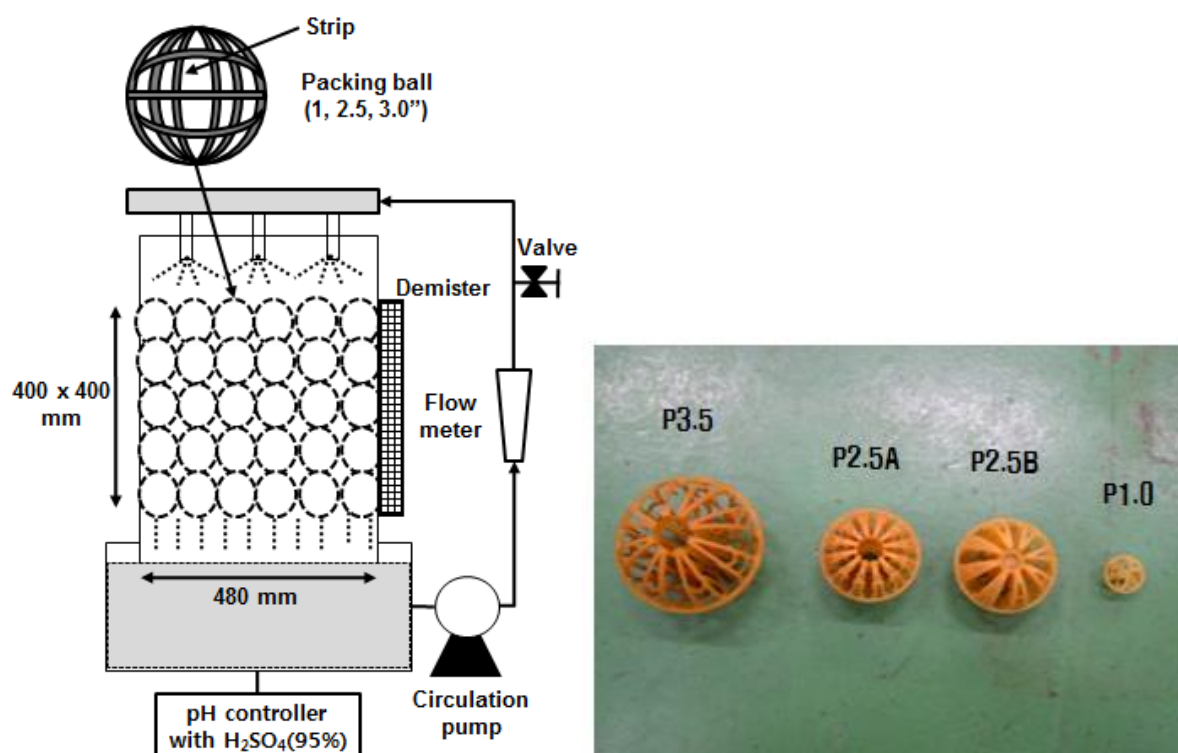 Strip
Packing ball
(1, 2.5, 3.0”)
Valve
Demister
400 x 400
mm
Flow
meter
480 mm
Circulation
pump
pH controller
with H₂SO₄(95%)
P3.5
P2.5A
P2.5B
P1.0